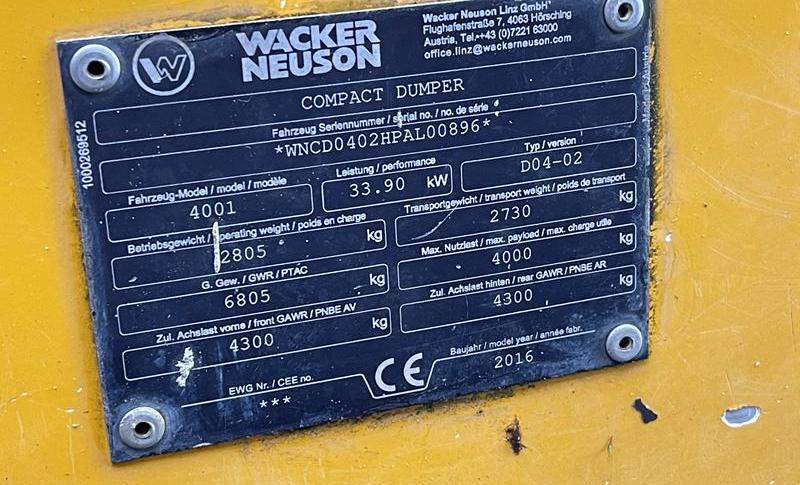 WACKER
NEUSON
Wacker Neuson Linz GmbH
Flughafenstraße 7, 4063 Hörsching
Austria, Tel.++43 (0)7221 63000
office.linz@wackerneuson.com
COMPACT DUMPER
Fahrzeug Seriennummer / serial no. / no. de série
*WNCD0402HPAL00896*
Fahrzeug-Model / model / modèle
4001
Leistung / performance
33.90 kW
Typ / version
D04-02
Betriebsgewicht / operating weight / poids en charge
2805 kg
Transportgewicht / transport weight / poids de transport
2730 kg
G. Gew. / GWR / PTAC
6805 kg
Max. Nutzlast / max. payload / max. charge utile
4000 kg
Zul. Achslast vorne / front GAWR / PNBE AV
4300 kg
Zul. Achslast hinten / rear GAWR / PNBE AR
4300 kg
EWG Nr. / CEE no.
***
CE
Baujahr / model year / année fabr.
2016
1000269512